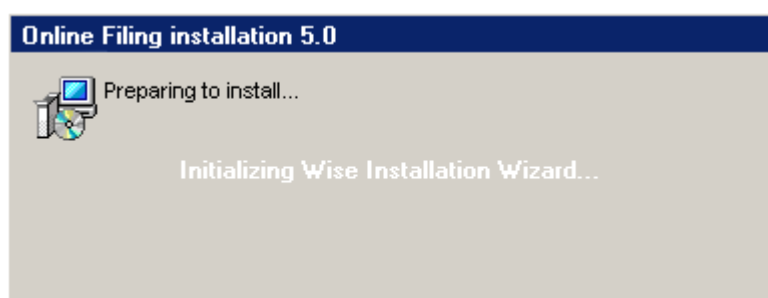 Online Filing installation 5.0
Preparing to install...
Initializing Wise Installation Wizard...